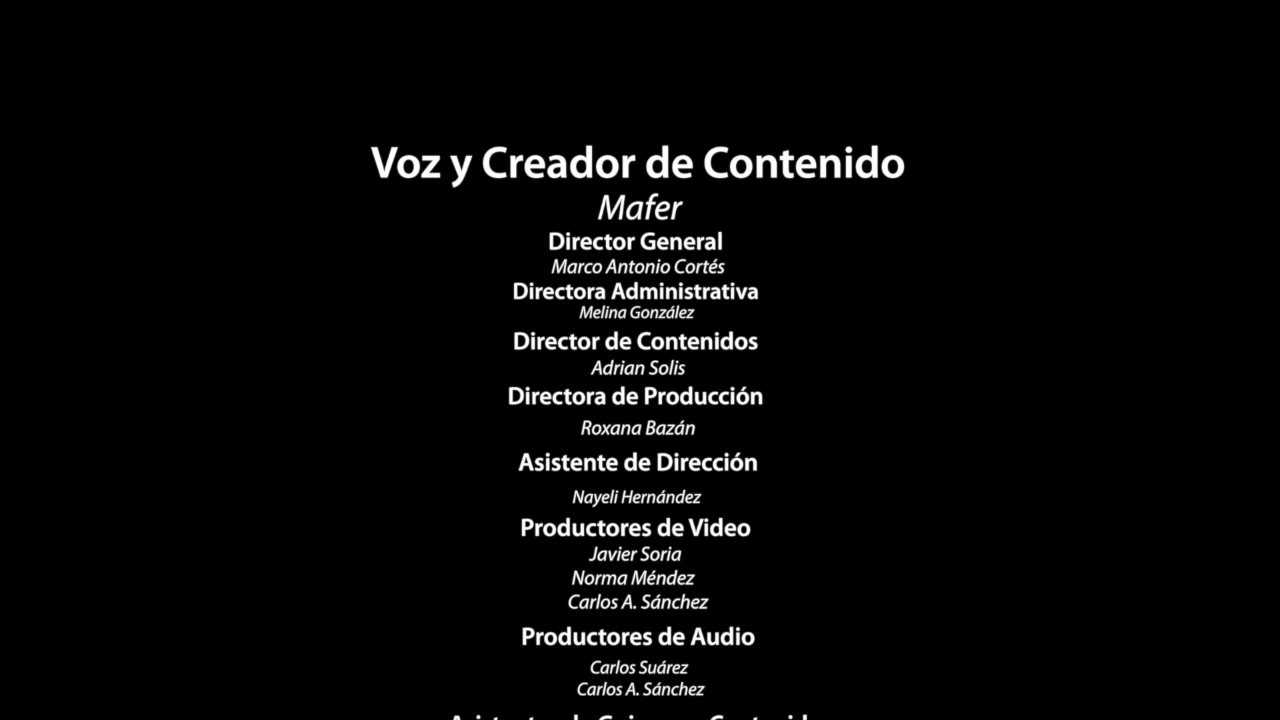 Voz y Creador de Contenido
Mafer
Director General
Marco Antonio Cortés
Directora Administrativa
Melina González
Director de Contenidos
Adrian Solis
Directora de Producción
Roxana Bazán
Asistente de Dirección
Nayeli Hernández
Productores de Video
Javier Soria
Norma Méndez
Carlos A. Sánchez
Productores de Audio
Carlos Suárez
Carlos A. Sánchez